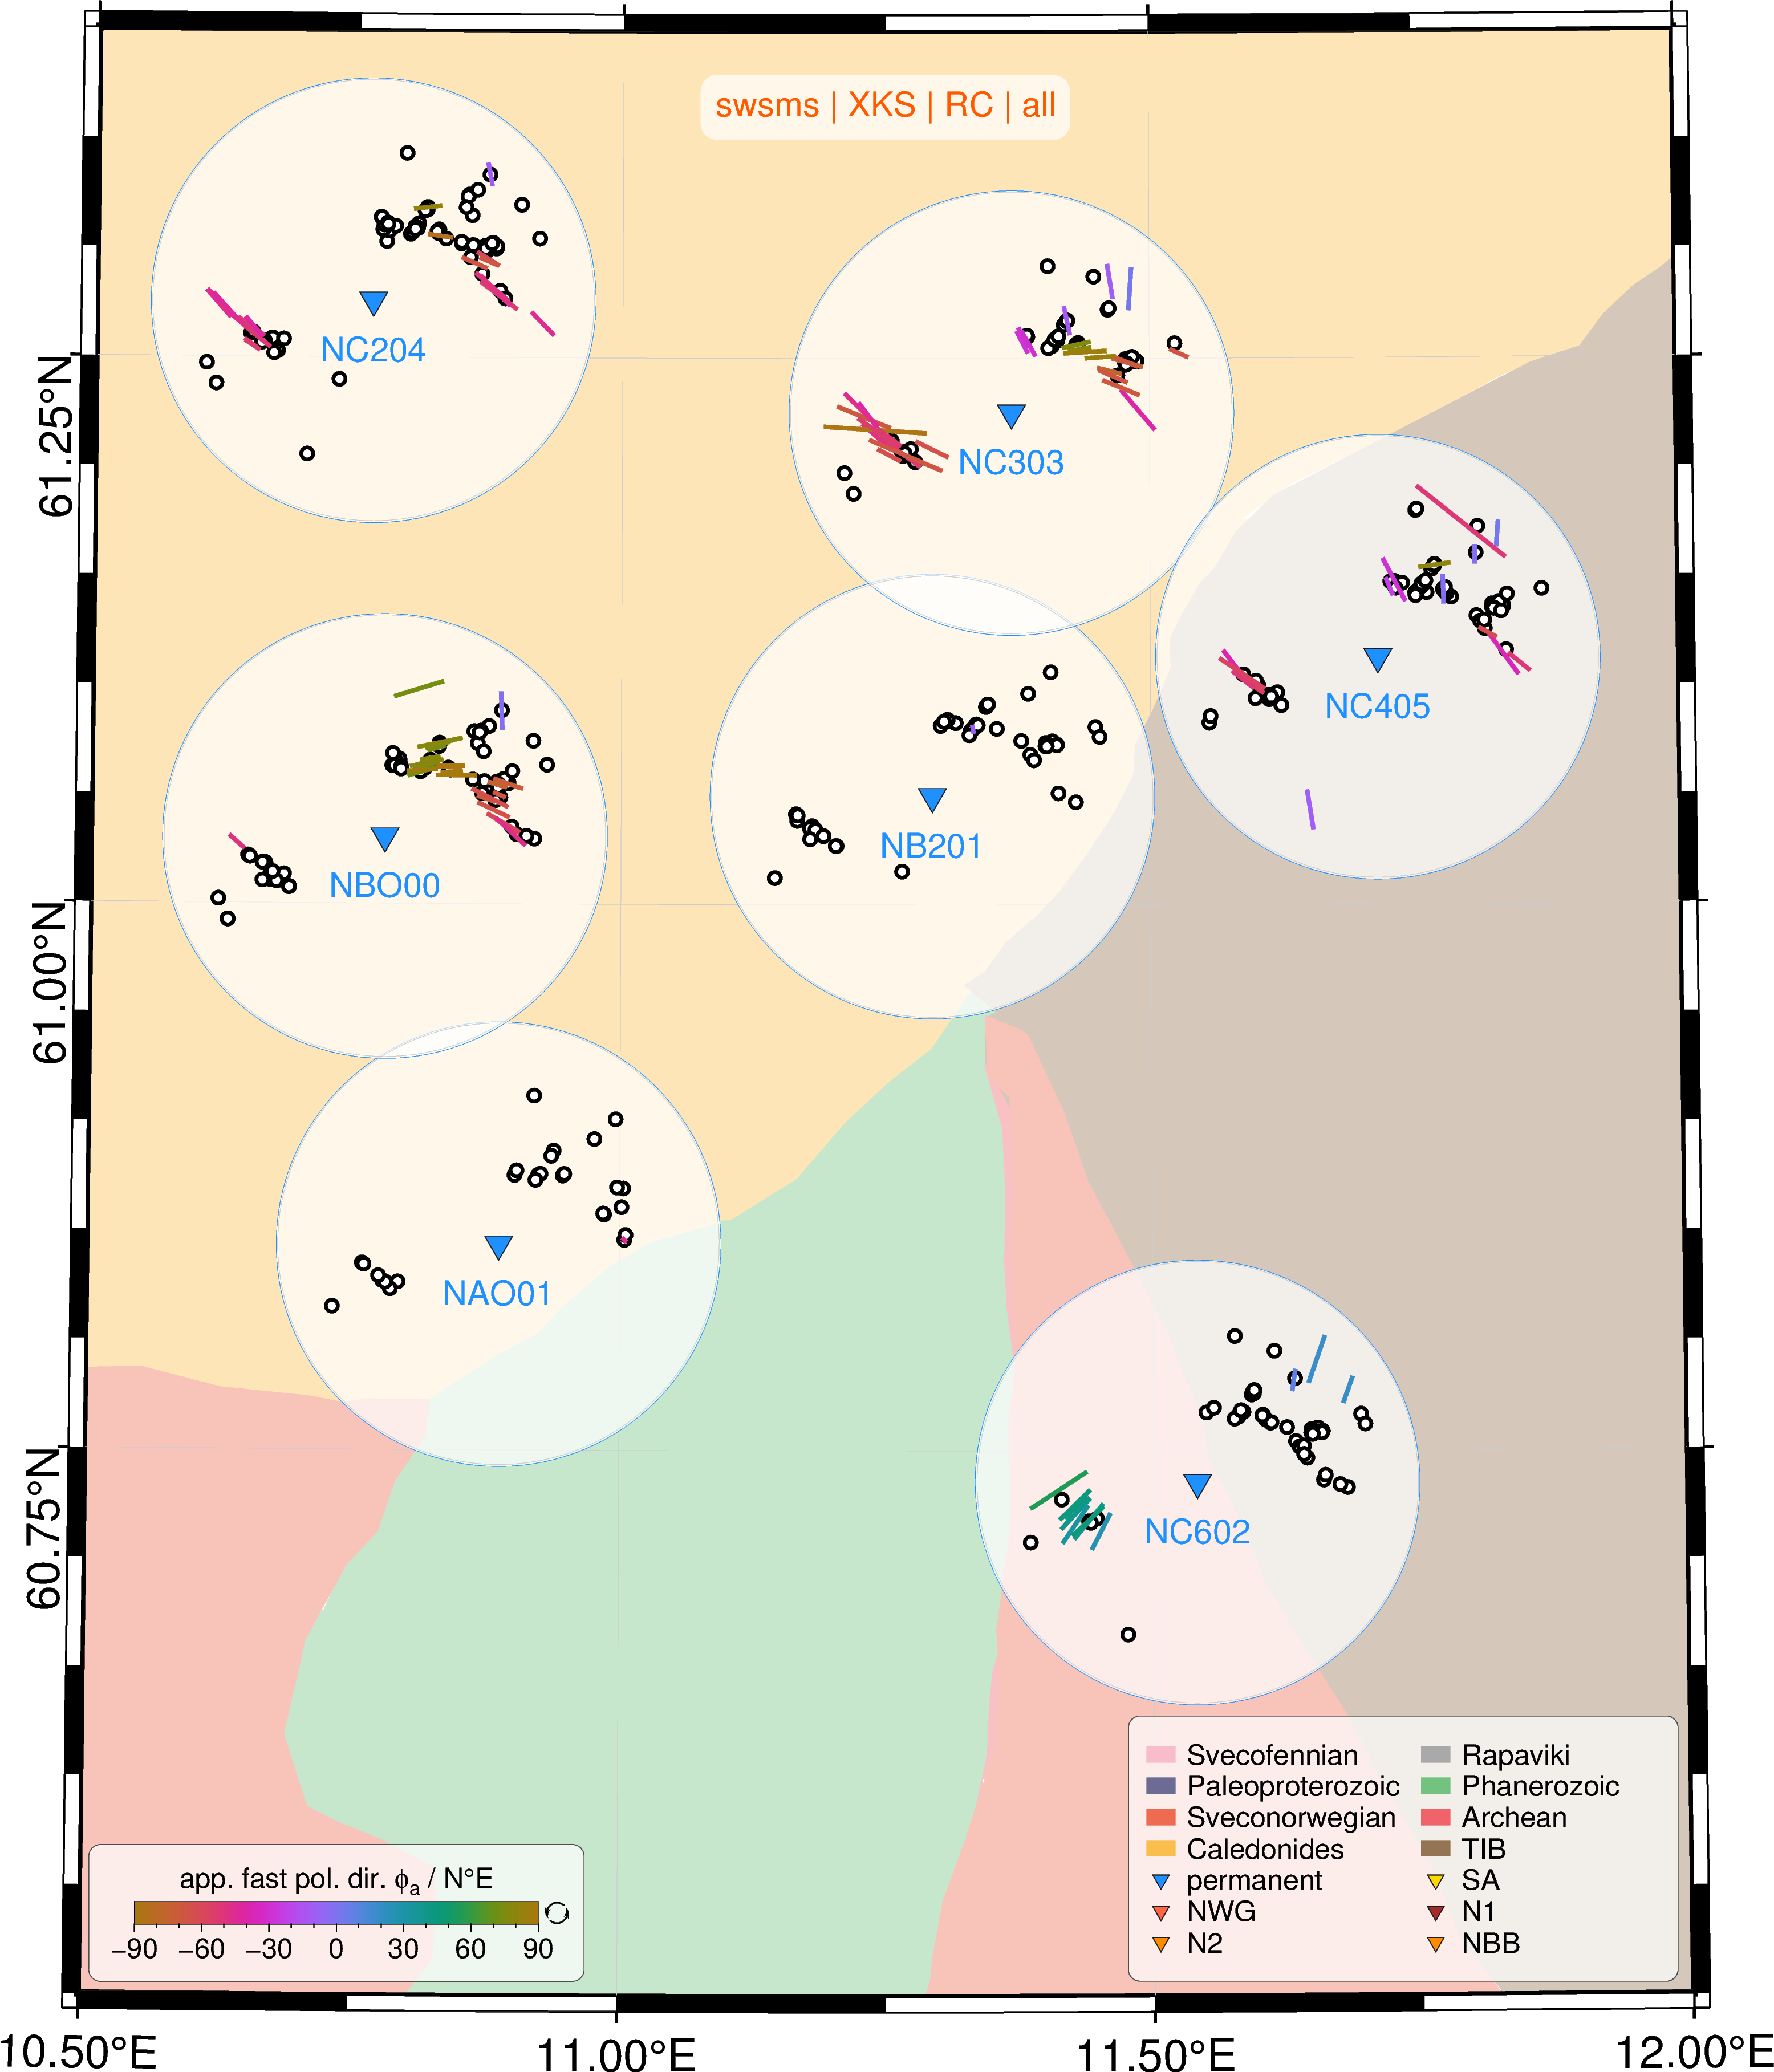 swsms | XKS | RC | all
NC204
NC303
NC405
NBO00
NB201
NAO01
NC602
61.25°N
61.00°N
60.75°N
Svecofennian
Paleoproterozoic
Sveconorwegian
Caledonides
permanent
NWG
N2
Rapaviki
Phanerozoic
Archean
TIB
SA
N1
NBB
app. fast pol. dir. ϕa / N°E
−90 −60 −30 0 30 60 90
10.50°E 11.00°E 11.50°E 12.00°E